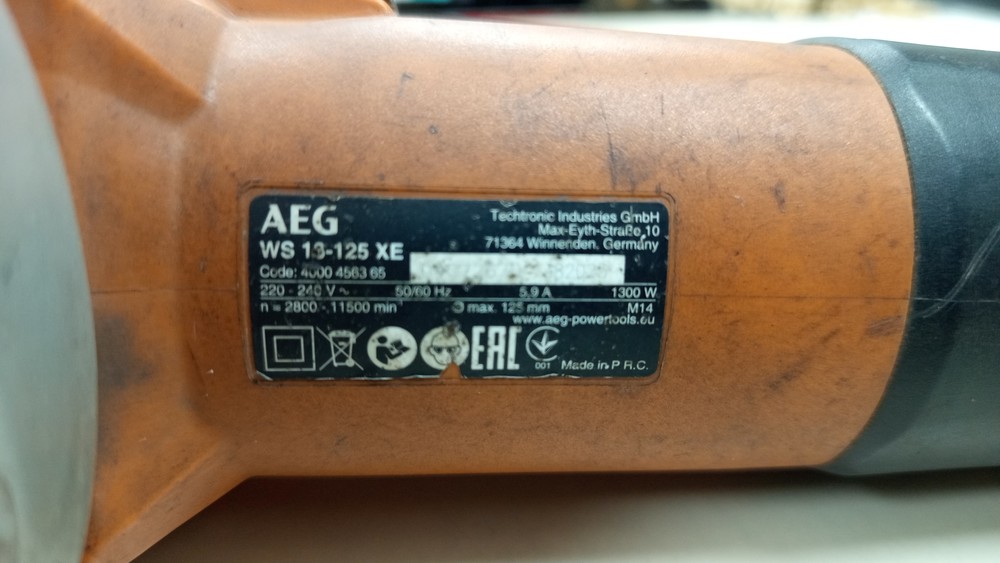 AEG
Techtronic Industries GmbH
Max-Eyth-Straße 10
71364 Winnenden, Germany
WS 13-125 XE
Code: 4000 4563 65
220 - 240 V ~ 50/60 Hz 5,9 A 1300 W
n = 2800 - 11500 min⁻¹ ∅ max. 125 mm M14
www.aeg-powertools.eu
EAC
001 Made in P.R.C.